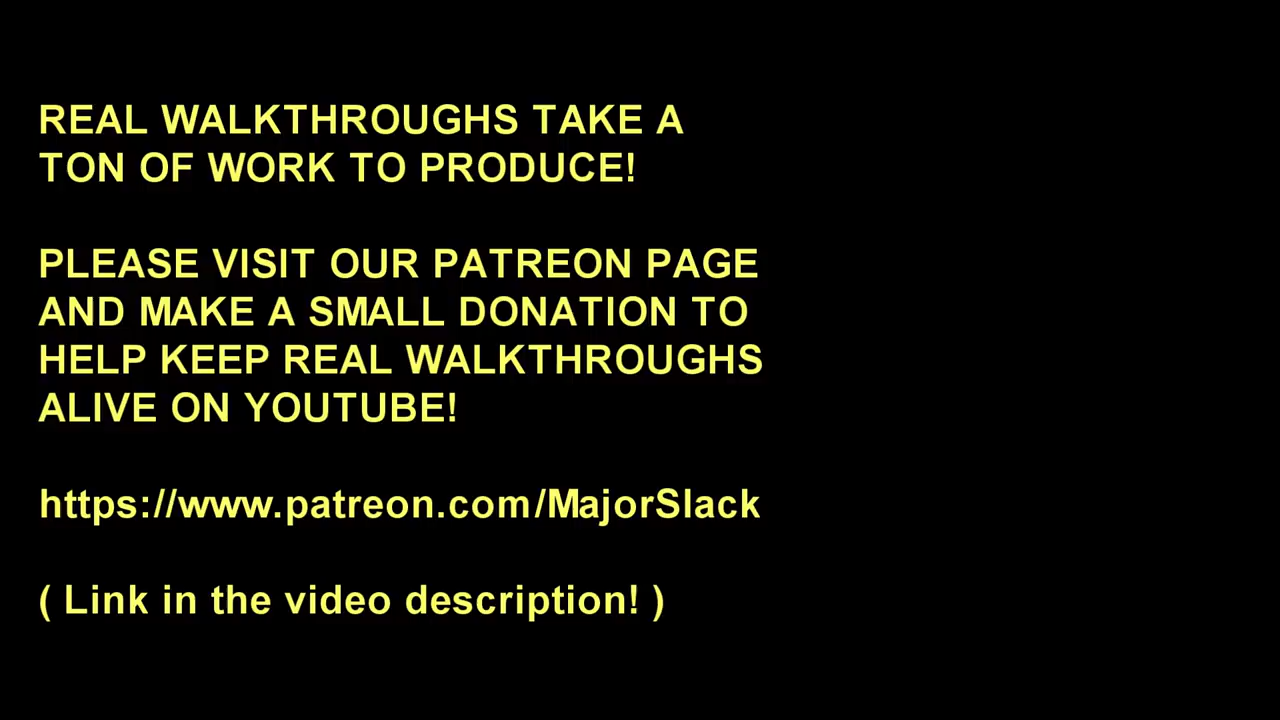 REAL WALKTHROUGHS TAKE A
TON OF WORK TO PRODUCE!
PLEASE VISIT OUR PATREON PAGE
AND MAKE A SMALL DONATION TO
HELP KEEP REAL WALKTHROUGHS
ALIVE ON YOUTUBE!
https://www.patreon.com/MajorSlack
( Link in the video description! )